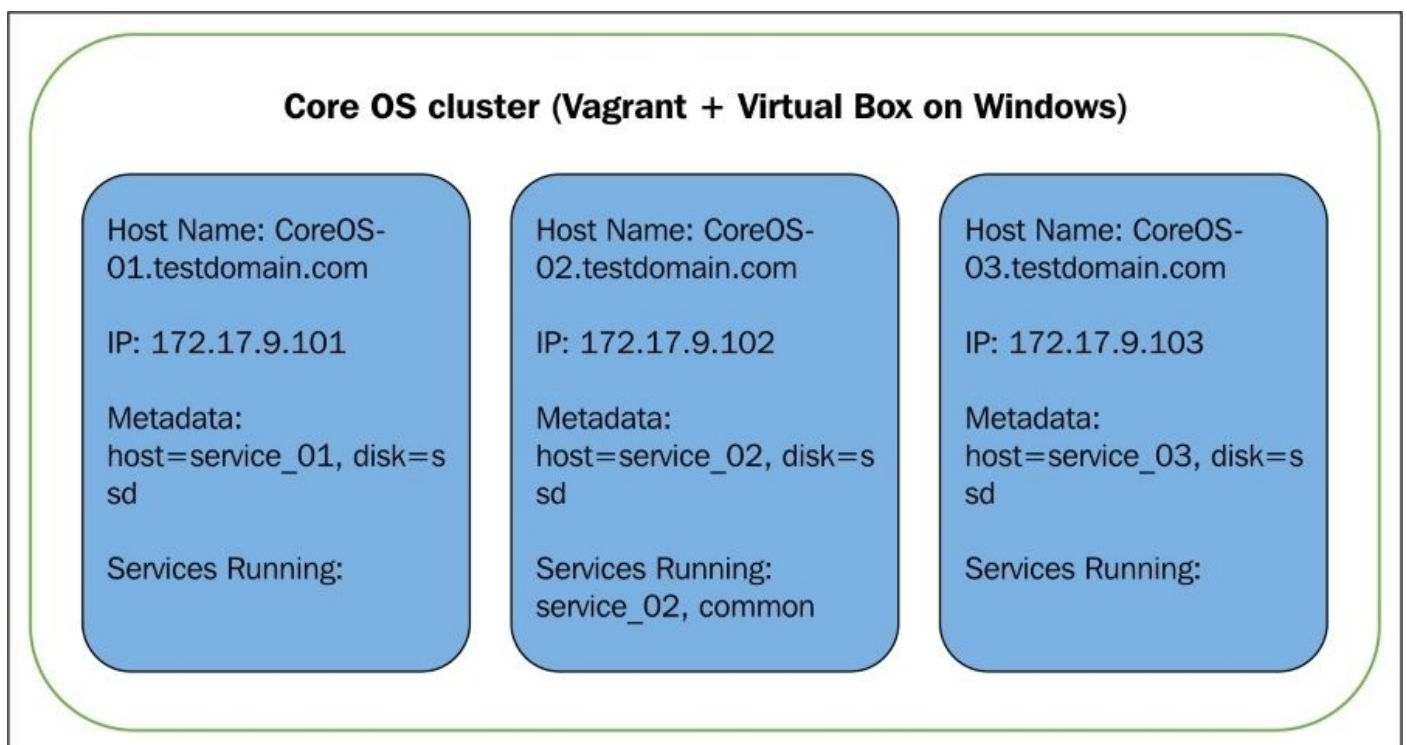 Core OS cluster (Vagrant + Virtual Box on Windows)
Host Name: CoreOS-
01.testdomain.com
IP: 172.17.9.101
Metadata:
host=service_01, disk=s
sd
Services Running:
Host Name: CoreOS-
02.testdomain.com
IP: 172.17.9.102
Metadata:
host=service_02, disk=s
sd
Services Running:
service_02, common
Host Name: CoreOS-
03.testdomain.com
IP: 172.17.9.103
Metadata:
host=service_03, disk=s
sd
Services Running: